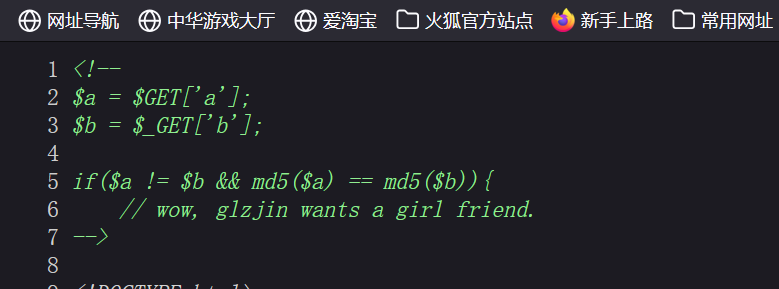 网址导航 中华游戏大厅 爱淘宝 火狐官方站点 新手上路 常用网址
1 <!--
2 $a = $GET['a'];
3 $b = $_GET['b'];
4
5 if($a != $b && md5($a) == md5($b)){
6     // wow, glzjin wants a girl friend.
7 -->
8